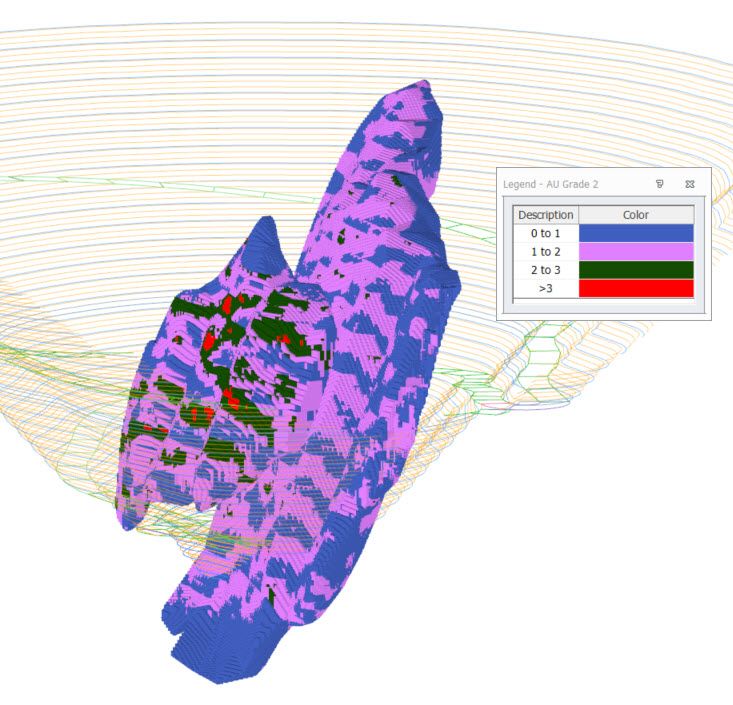 Legend - AU Grade 2
Description Color
0 to 1
1 to 2
2 to 3
>3